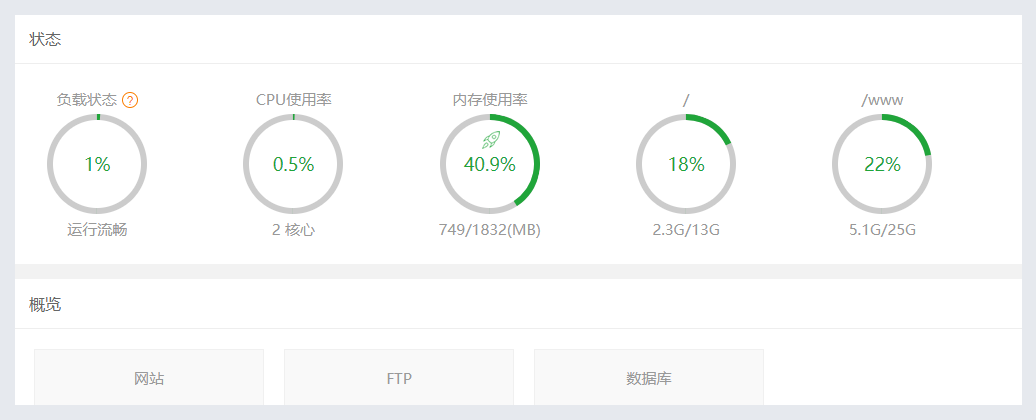 状态
负载状态 ?
CPU使用率
内存使用率
/
/www
1%
0.5%
40.9%
18%
22%
运行流畅
2 核心
749/1832(MB)
2.3G/13G
5.1G/25G
概览
网站
FTP
数据库